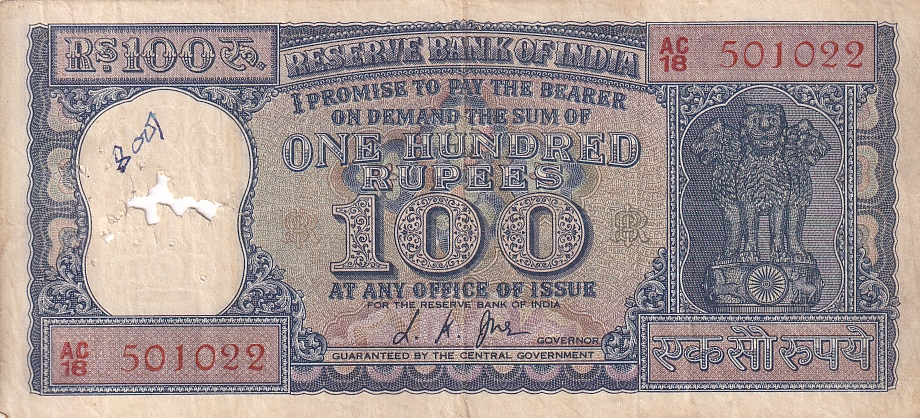 Rs. 100 रु.
RESERVE BANK OF INDIA
AC
18 501022
I PROMISE TO PAY THE BEARER
ON DEMAND THE SUM OF
ONE HUNDRED
RUPEES
100
AT ANY OFFICE OF ISSUE
FOR THE RESERVE BANK OF INDIA
GOVERNOR
GUARANTEED BY THE CENTRAL GOVERNMENT
AC
18 501022
एक सौ रुपये